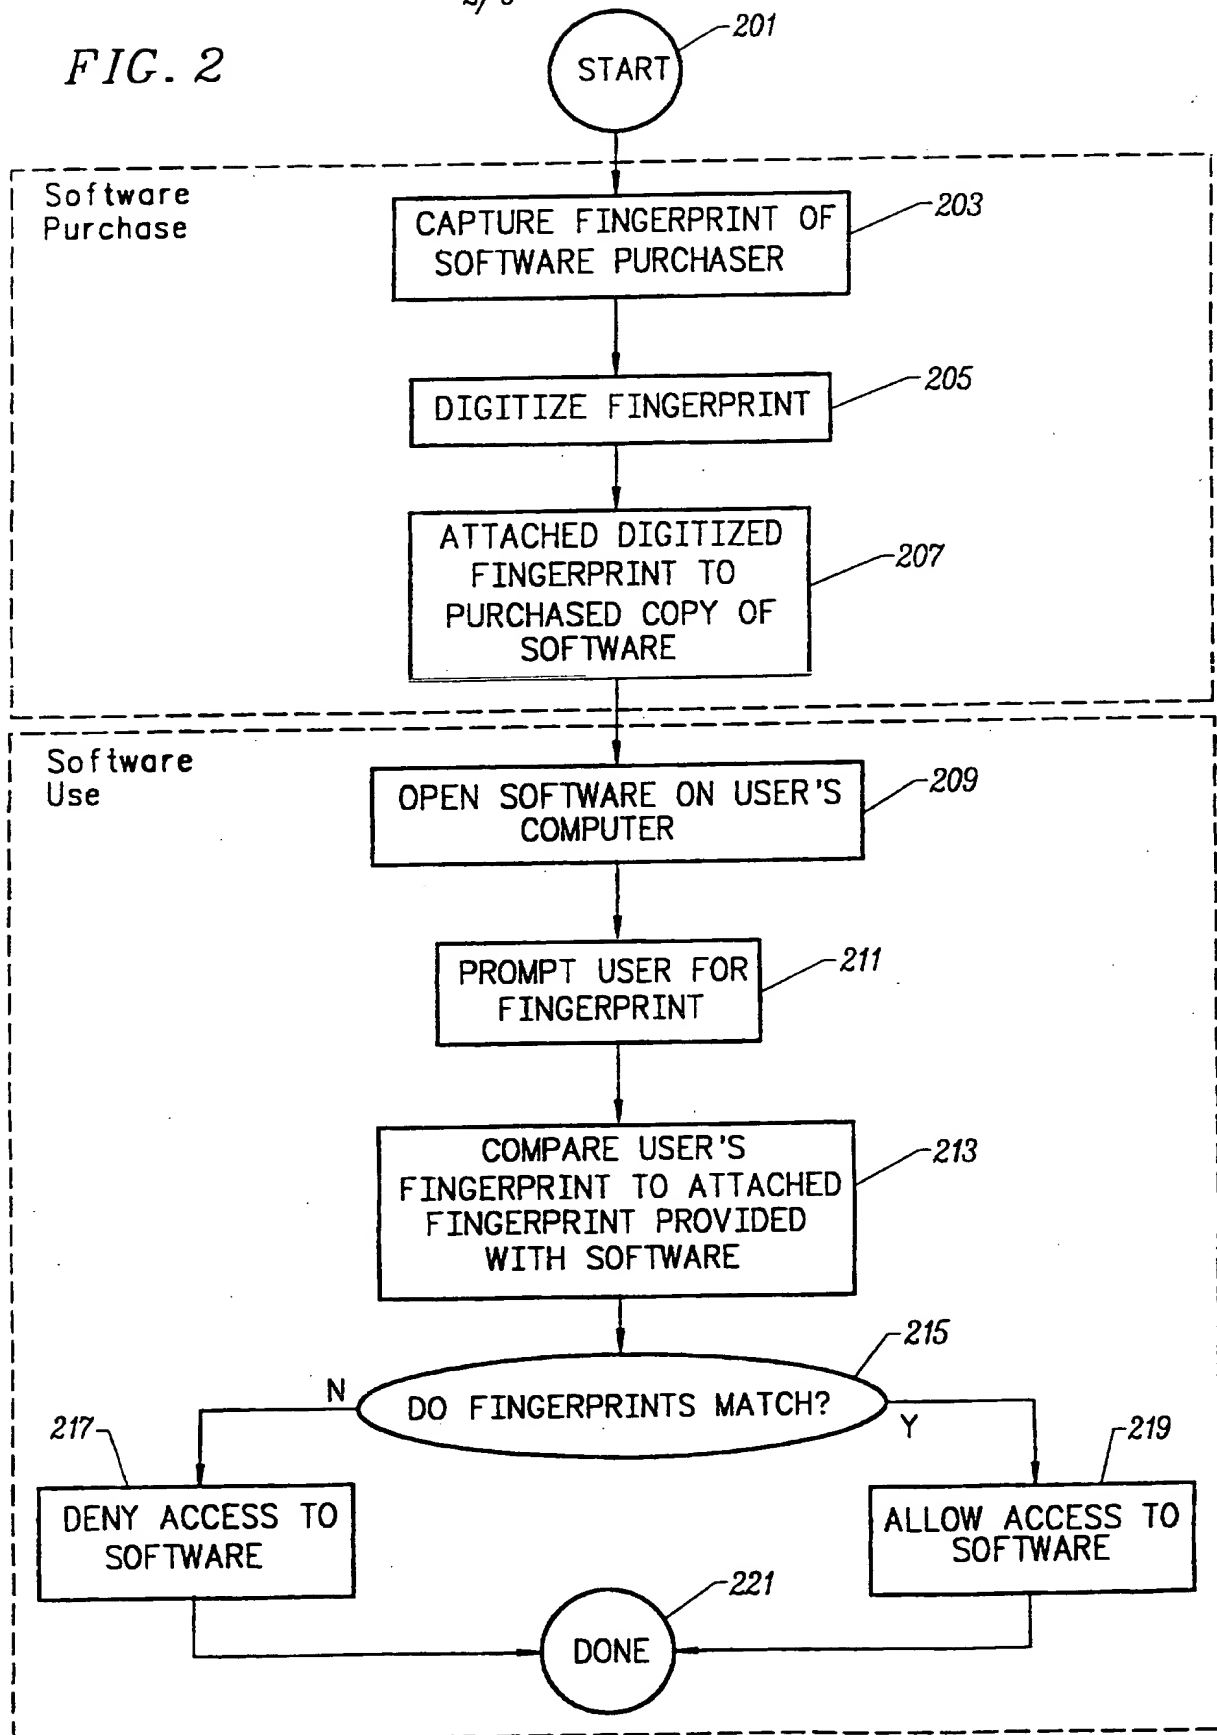 FIG. 2
START
201
Software
Purchase
CAPTURE FINGERPRINT OF
SOFTWARE PURCHASER
203
DIGITIZE FINGERPRINT
205
ATTACHED DIGITIZED
FINGERPRINT TO
PURCHASED COPY OF
SOFTWARE
207
Software
Use
OPEN SOFTWARE ON USER'S
COMPUTER
209
PROMPT USER FOR
FINGERPRINT
211
COMPARE USER'S
FINGERPRINT TO ATTACHED
FINGERPRINT PROVIDED
WITH SOFTWARE
213
DO FINGERPRINTS MATCH?
215
N
Y
217
DENY ACCESS TO
SOFTWARE
219
ALLOW ACCESS TO
SOFTWARE
DONE
221